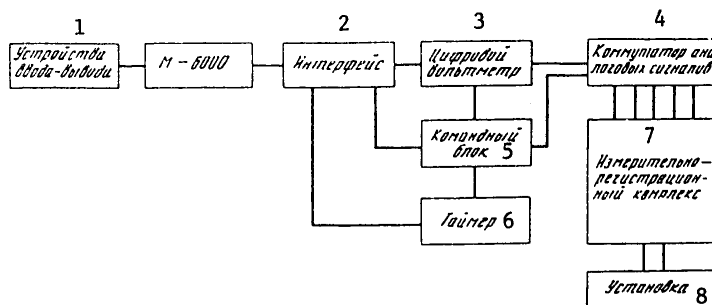 1
2
3
4
Устройства
ввода-вывода
М-6000
Интерфейс
Цифровой
вольтметр
Коммутатор ана
логовых сигналов
Командный
блок 5
7
Измерительно-
регистрацион-
ный комплекс
Таймер 6
Установка 8